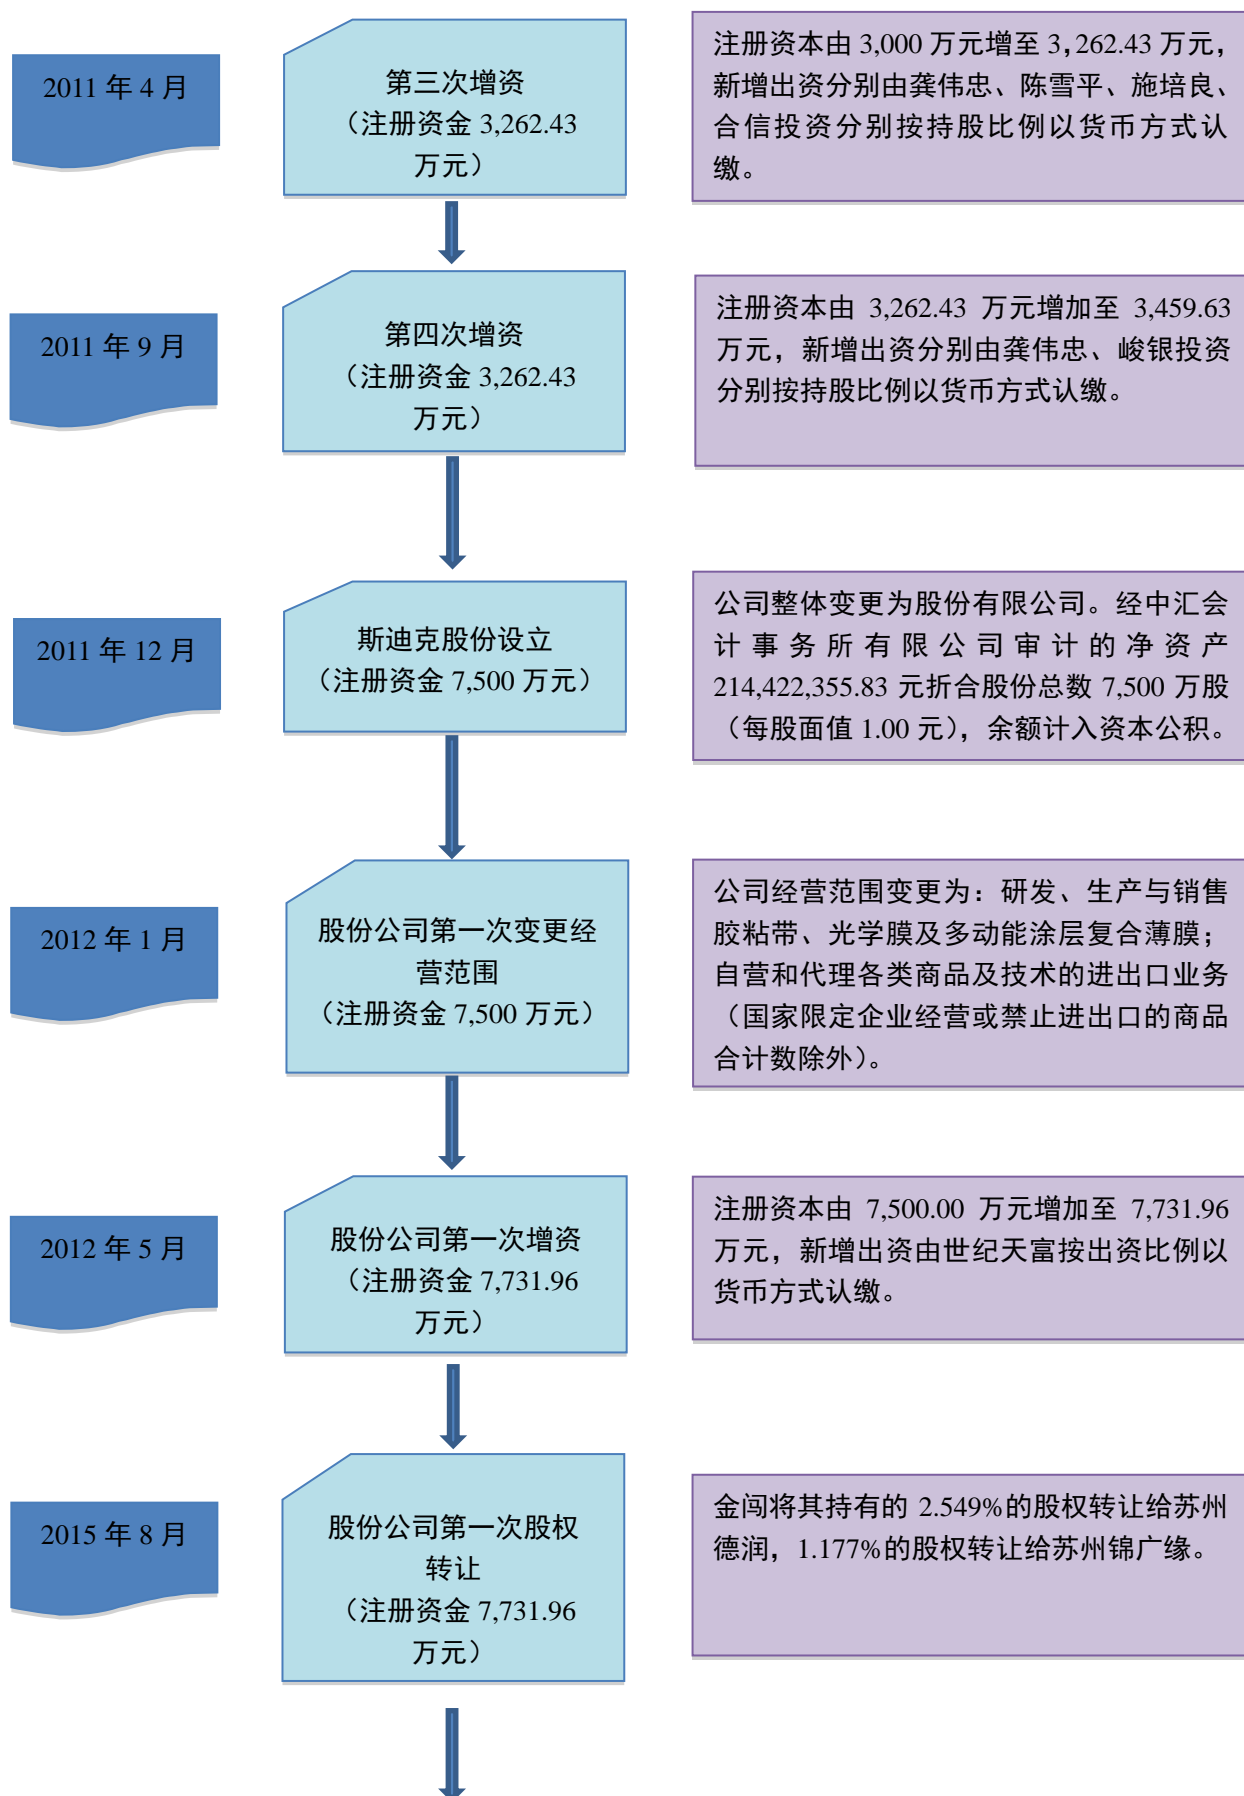 2011 年 4 月
第三次增资
（注册资金 3,262.43
万元）
注册资本由 3,000 万元增至 3,262.43 万元，
新增出资分别由龚伟忠、陈雪平、施培良、
合信投资分别按持股比例以货币方式认
缴。
2011 年 9 月
第四次增资
（注册资金 3,262.43
万元）
注册资本由 3,262.43 万元增加至 3,459.63
万元，新增出资分别由龚伟忠、峻银投资
分别按持股比例以货币方式认缴。
2011 年 12 月
斯迪克股份设立
（注册资金 7,500 万元）
公司整体变更为股份有限公司。经中汇会
计事务所有限公司审计的净资产
214,422,355.83 元折合股份总数 7,500 万股
（每股面值 1.00 元），余额计入资本公积。
2012 年 1 月
股份公司第一次变更经
营范围
（注册资金 7,500 万元）
公司经营范围变更为：研发、生产与销售
胶粘带、光学膜及多动能涂层复合薄膜；
自营和代理各类商品及技术的进出口业务
（国家限定企业经营或禁止进出口的商品
合计数除外）。
2012 年 5 月
股份公司第一次增资
（注册资金 7,731.96
万元）
注册资本由 7,500.00 万元增加至 7,731.96
万元，新增出资由世纪天富按出资比例以
货币方式认缴。
2015 年 8 月
股份公司第一次股权
转让
（注册资金 7,731.96
万元）
金闯将其持有的 2.549%的股权转让给苏州
德润，1.177%的股权转让给苏州锦广缘。